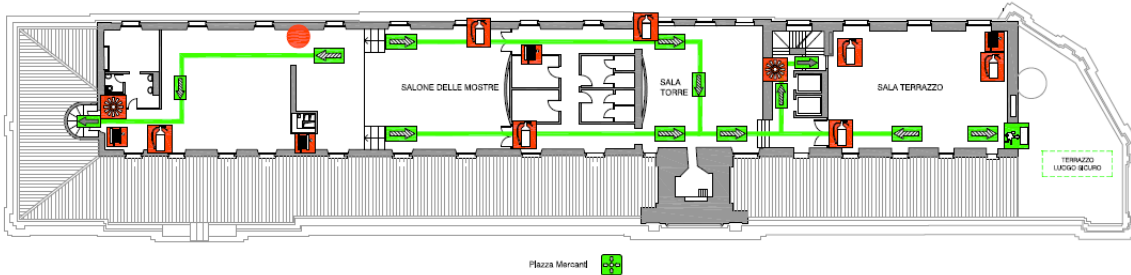 SALONE DELLE MOSTRE
SALA
TORRE
SALA TERRAZZO
TERRAZZO
LUOGO SICURO
Piazza Mercanti